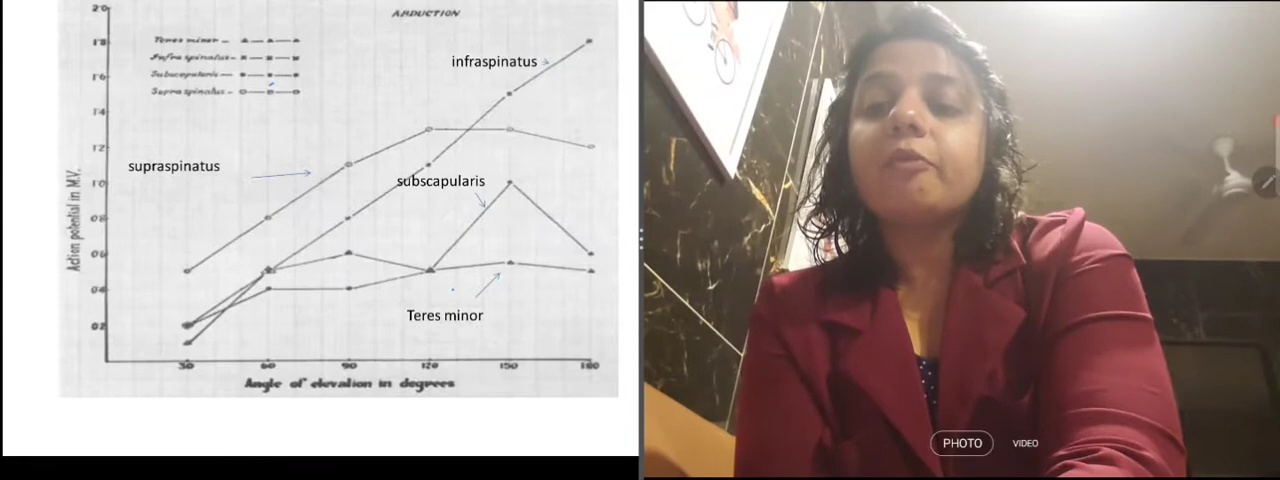 ABDUCTION
2·0
1·8
1·6
1·4
1·2
1·0
0·8
0·6
0·4
0·2
Action potential in M.V.
Teres minor
Infraspinatus
Subscapularis
Supraspinatus
infraspinatus
supraspinatus
subscapularis
Teres minor
30 60 90 120 150 180
Angle of elevation in degrees
PHOTO VIDEO